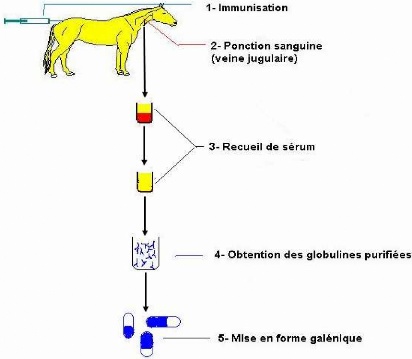 1- Immunisation
2- Ponction sanguine
(veine jugulaire)
3- Recueil de sérum
4- Obtention des globulines purifiées
5- Mise en forme galénique